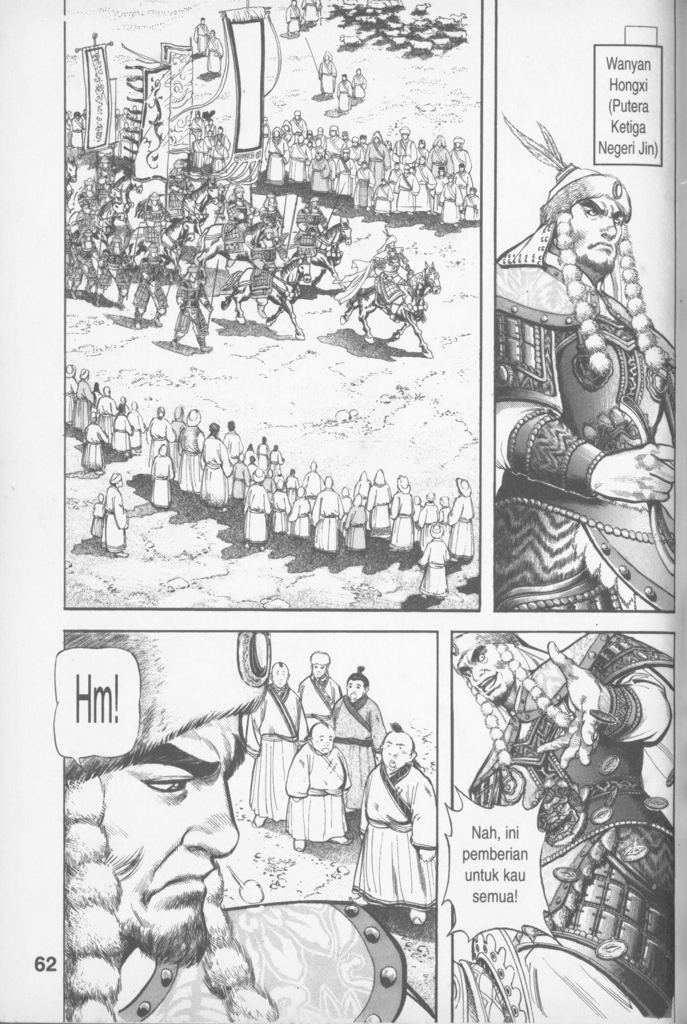 Wanyan
Hongxi
(Putera
Ketiga
Negeri Jin)
Hm!
Nah, ini
pemberian
untuk kau
semua!
62